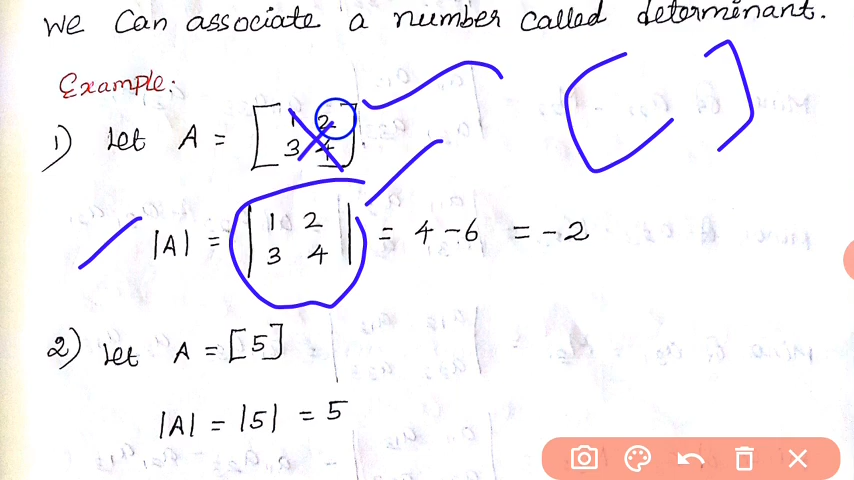 we can associate a number called determinant.
Example:
1) Let A = [1 2
3 4].
|A| = |1 2
3 4| = 4 - 6 = - 2
2) Let A = [5]
|A| = |5| = 5